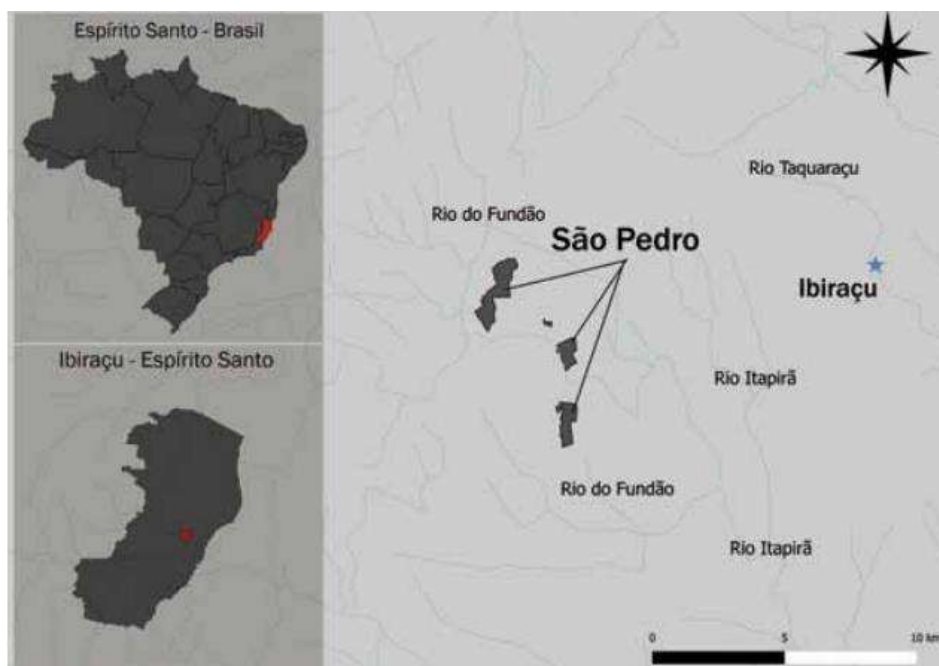 Espírito Santo - Brasil
Ibiraçu - Espírito Santo
Rio Taquaraçu
Rio do Fundão
São Pedro
Ibiraçu
Rio Itapirã
Rio do Fundão
Rio Itapirã
0 5 10 km